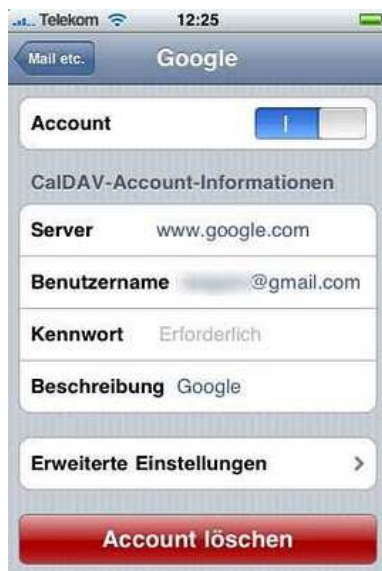 Telekom 12:25
Mail etc. Google
Account
CalDAV-Account-Informationen
Server www.google.com
Benutzername @gmail.com
Kennwort Erforderlich
Beschreibung Google
Erweiterte Einstellungen
Account löschen